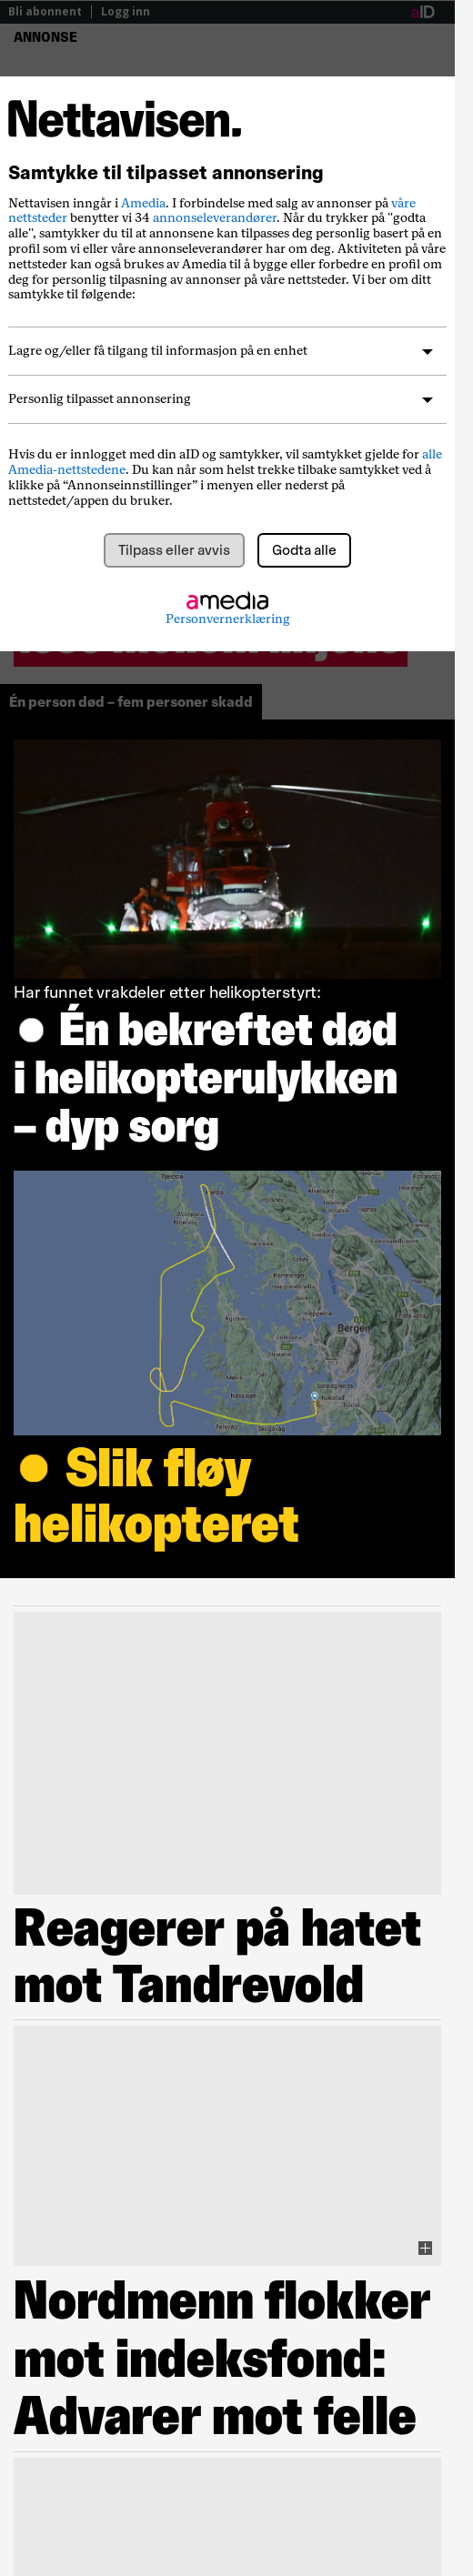 Bli abonnent | Logg inn
aID
ANNONSE
Nettavisen.
Samtykke til tilpasset annonsering
Nettavisen inngår i Amedia. I forbindelse med salg av annonser på våre
nettsteder benytter vi 34 annonseleverandører. Når du trykker på "godta
alle", samtykker du til at annonsene kan tilpasses deg personlig basert på en
profil som vi eller våre annonseleverandører har om deg. Aktiviteten på våre
nettsteder kan også brukes av Amedia til å bygge eller forbedre en profil om
deg for personlig tilpasning av annonser på våre nettsteder. Vi ber om ditt
samtykke til følgende:
Lagre og/eller få tilgang til informasjon på en enhet
Personlig tilpasset annonsering
Hvis du er innlogget med din aID og samtykker, vil samtykket gjelde for alle
Amedia-nettstedene. Du kan når som helst trekke tilbake samtykket ved å
klikke på “Annonseinnstillinger” i menyen eller nederst på
nettstedet/appen du bruker.
Tilpass eller avvis
Godta alle
amedia
Personvernerklæring
Én person død – fem personer skadd
Har funnet vrakdeler etter helikopterstyrt:
● Én bekreftet død
i helikopterulykken
– dyp sorg
Bergen
● Slik fløy
helikopteret
Reagerer på hatet
mot Tandrevold
Nordmenn flokker
mot indeksfond:
Advarer mot felle